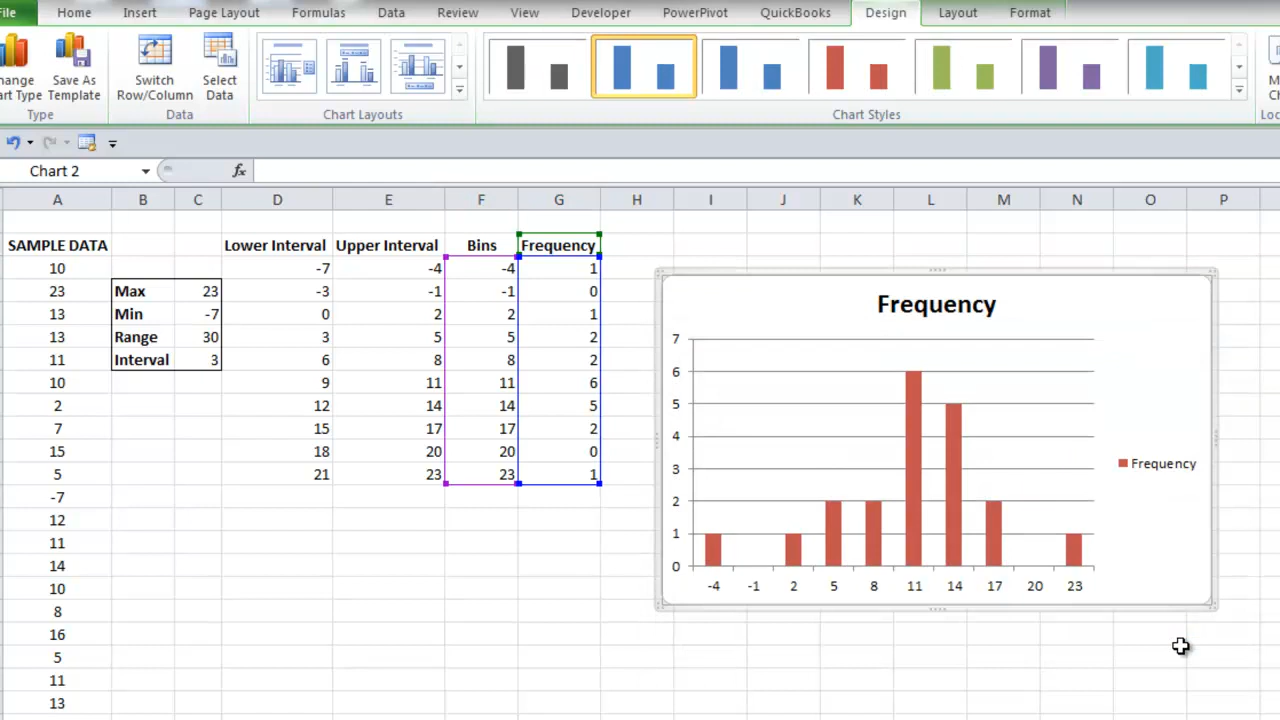 File Home Insert Page Layout Formulas Data Review View Developer PowerPivot QuickBooks Design Layout Format
Save As Switch Select
Template Row/Column Data
Type Data Chart Layouts Chart Styles
Chart 2 fx
A B C D E F G H I J K L M N O P
SAMPLE DATA Lower Interval Upper Interval Bins Frequency
10 -7 -4 -4 1
23 Max 23 -3 -1 -1 0
13 Min -7 0 2 2 1
13 Range 30 3 5 5 2
11 Interval 3 6 8 8 2
10 9 11 11 6
2 12 14 14 5
7 15 17 17 2
15 18 20 20 0
5 21 23 23 1
-7
12
11
14
10
8
16
5
11
13
Frequency
7
6
5
4
3
2
1
0
-4 -1 2 5 8 11 14 17 20 23
Frequency